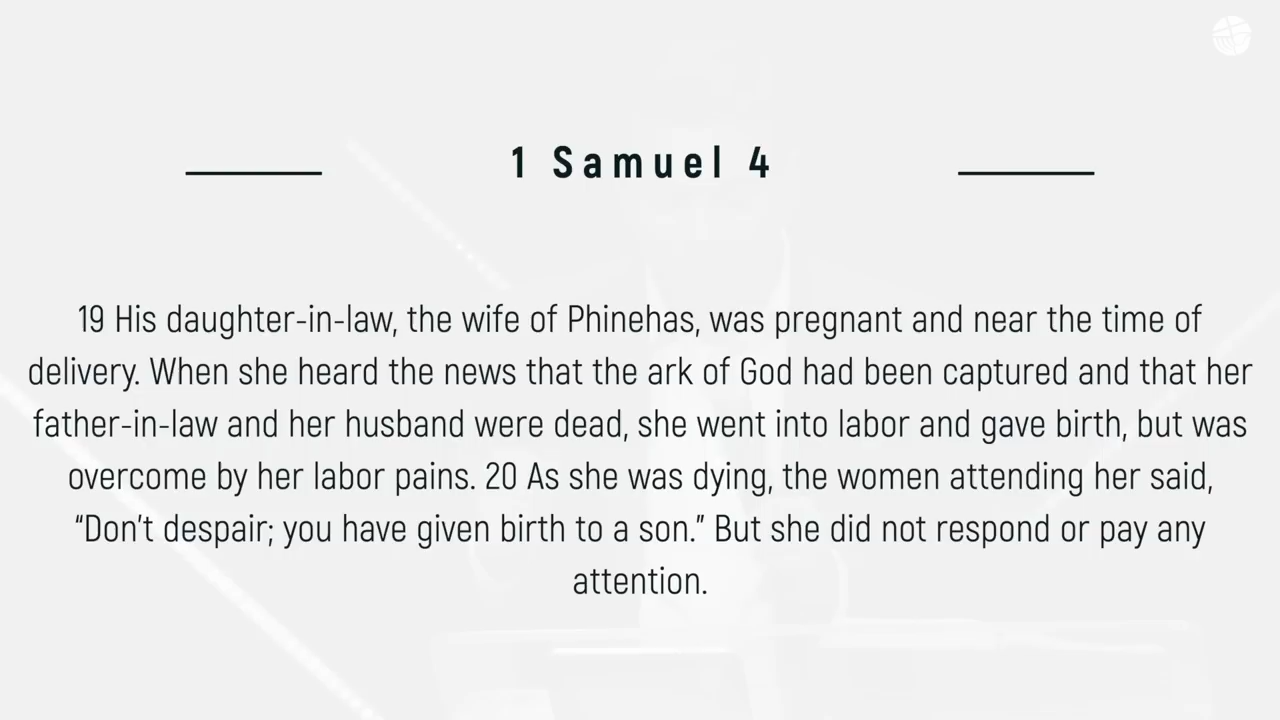 1 Samuel 4
19 His daughter-in-law, the wife of Phinehas, was pregnant and near the time of
delivery. When she heard the news that the ark of God had been captured and that her
father-in-law and her husband were dead, she went into labor and gave birth, but was
overcome by her labor pains. 20 As she was dying, the women attending her said,
“Don’t despair; you have given birth to a son.” But she did not respond or pay any
attention.